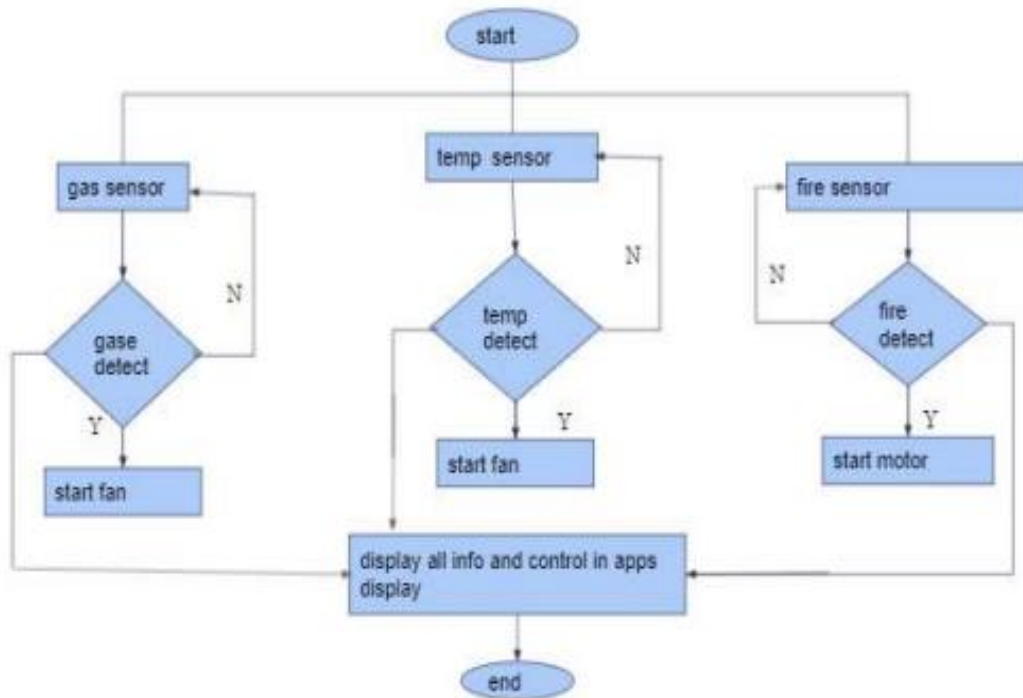 start
temp sensor
gas sensor
fire sensor
N
N
N
gase
detect
temp
detect
fire
detect
Y
Y
Y
start fan
start fan
start motor
display all info and control in apps
display
end